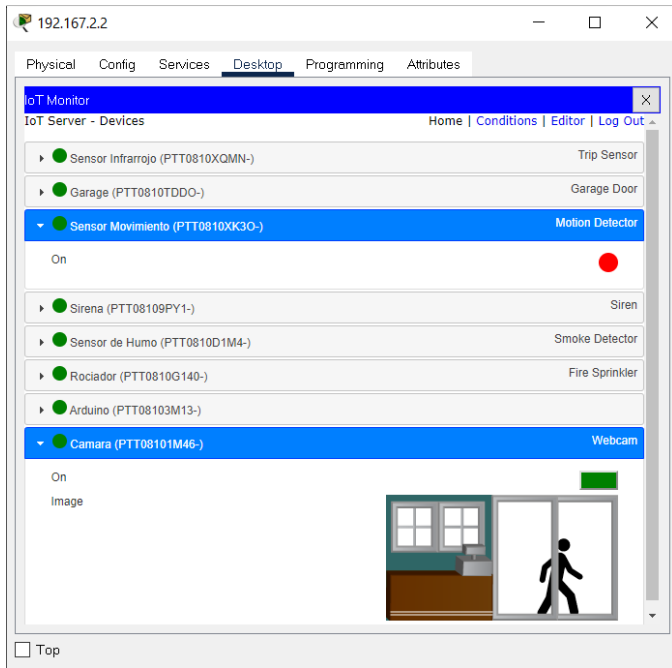 192.167.2.2
Physical Config Services Desktop Programming Attributes
IoT Monitor X
IoT Server - Devices Home | Conditions | Editor | Log Out
Sensor Infrarrojo (PTT0810XQMN-) Trip Sensor
Garage (PTT0810TDDO-) Garage Door
Sensor Movimiento (PTT0810XK3O-) Motion Detector
On
Sirena (PTT08109PY1-) Siren
Sensor de Humo (PTT0810D1M4-) Smoke Detector
Rociador (PTT0810G140-) Fire Sprinkler
Arduino (PTT08103M13-)
Camara (PTT08101M46-) Webcam
On
Image
Top